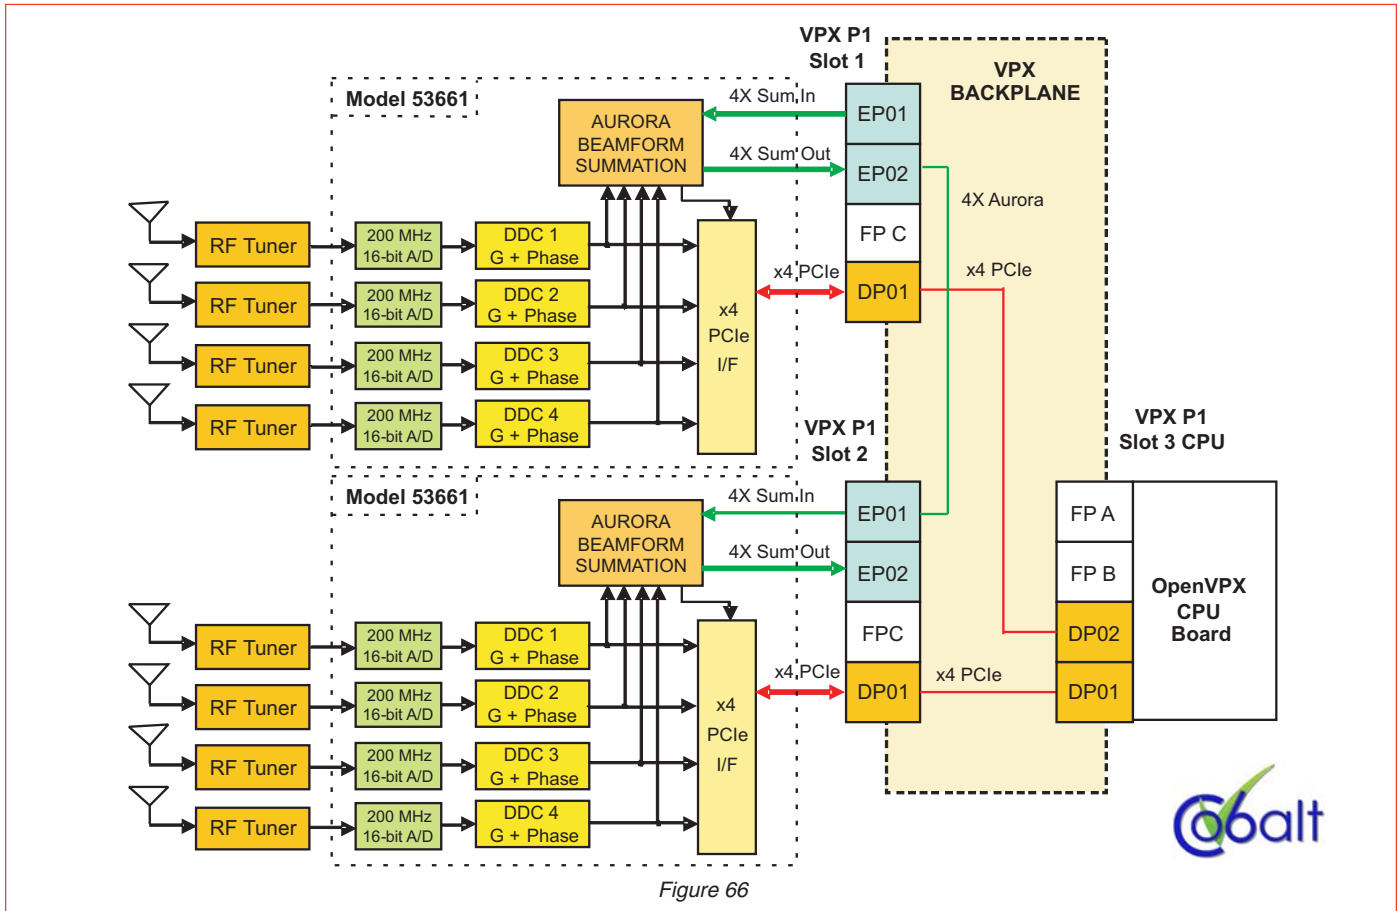 VPX P1
Slot 1
VPX
BACKPLANE
Model 53661
AURORA
BEAMFORM
SUMMATION
4X Sum In
4X Sum Out
EP01
EP02
FP C
DP01
4X Aurora
x4 PCIe
x4 PCIe
RF Tuner
200 MHz
16-bit A/D
DDC 1
G + Phase
RF Tuner
200 MHz
16-bit A/D
DDC 2
G + Phase
RF Tuner
200 MHz
16-bit A/D
DDC 3
G + Phase
RF Tuner
200 MHz
16-bit A/D
DDC 4
G + Phase
x4
PCIe
I/F
VPX P1
Slot 2
VPX P1
Slot 3 CPU
Model 53661
AURORA
BEAMFORM
SUMMATION
4X Sum In
4X Sum Out
EP01
EP02
FPC
DP01
x4 PCIe
x4 PCIe
FP A
FP B
DP02
DP01
OpenVPX
CPU
Board
RF Tuner
200 MHz
16-bit A/D
DDC 1
G + Phase
RF Tuner
200 MHz
16-bit A/D
DDC 2
G + Phase
RF Tuner
200 MHz
16-bit A/D
DDC 3
G + Phase
RF Tuner
200 MHz
16-bit A/D
DDC 4
G + Phase
x4
PCIe
I/F
Cobalt
Figure 66